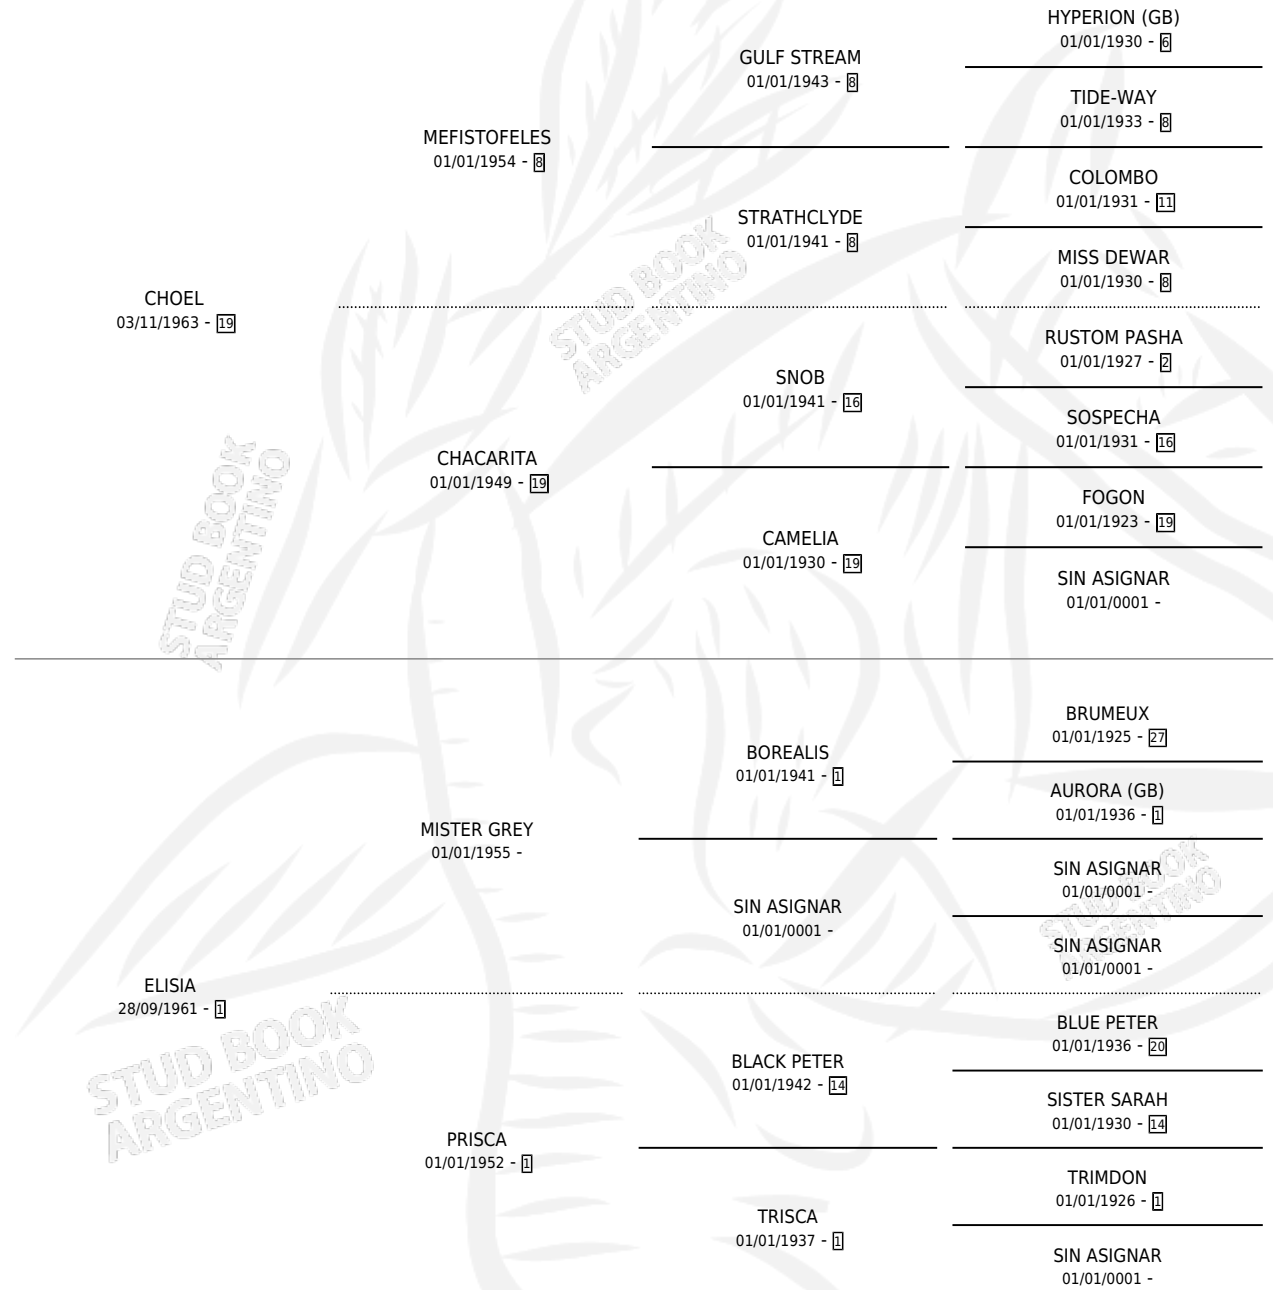 HYPERION (GB)
01/01/1930 - 6
GULF STREAM
01/01/1943 - 8
TIDE-WAY
01/01/1933 - 8
MEFISTOFELES
01/01/1954 - 8
COLOMBO
01/01/1931 - 11
STRATHCLYDE
01/01/1941 - 8
MISS DEWAR
01/01/1930 - 8
CHOEL
03/11/1963 - 19
STUD BOOK
ARGENTINO
RUSTOM PASHA
01/01/1927 - 2
SNOB
01/01/1941 - 16
SOSPECHA
01/01/1931 - 16
CHACARITA
01/01/1949 - 19
FOGON
01/01/1923 - 19
CAMELIA
01/01/1930 - 19
SIN ASIGNAR
01/01/0001 -
STUD BOOK
ARGENTINO
BRUMEUX
01/01/1925 - 27
BOREALIS
01/01/1941 - 1
AURORA (GB)
01/01/1936 - 1
MISTER GREY
01/01/1955 -
SIN ASIGNAR
01/01/0001 -
SIN ASIGNAR
01/01/0001 -
SIN ASIGNAR
01/01/0001 -
STUD BOOK
ARGENTINO
ELISIA
28/09/1961 - 1
STUD BOOK
ARGENTINO
BLUE PETER
01/01/1936 - 20
BLACK PETER
01/01/1942 - 14
SISTER SARAH
01/01/1930 - 14
PRISCA
01/01/1952 - 1
TRIMDON
01/01/1926 - 1
TRISCA
01/01/1937 - 1
SIN ASIGNAR
01/01/0001 -